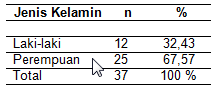 Jenis Kelamin n %
Laki-laki 12 32,43
Perempuan 25 67,57
Total 37 100 %